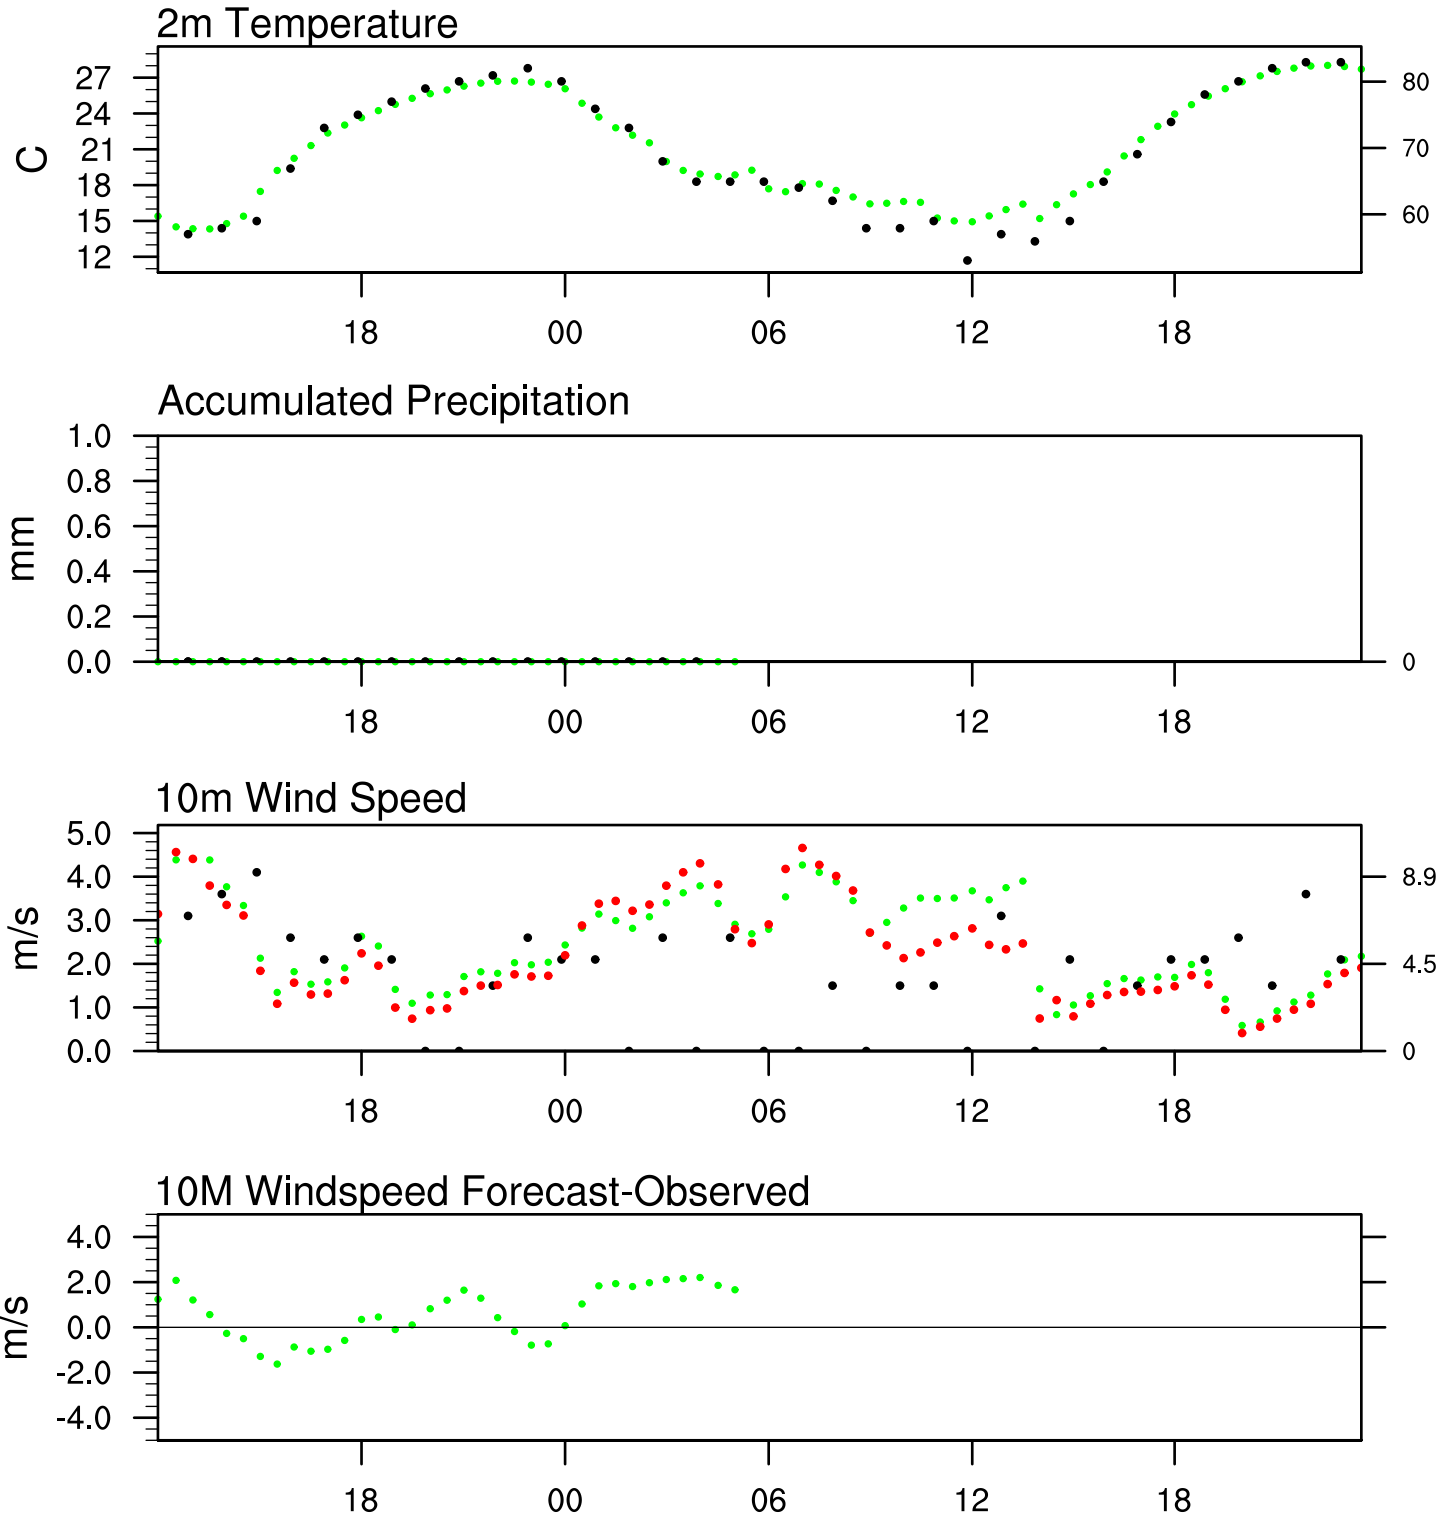 2m Temperature
C
27
24
21
18
15
12
80
70
60
18 00 06 12 18
Accumulated Precipitation
mm
1.0
0.8
0.6
0.4
0.2
0.0
0
18 00 06 12 18
10m Wind Speed
m/s
5.0
4.0
3.0
2.0
1.0
0.0
8.9
4.5
0
18 00 06 12 18
10M Windspeed Forecast-Observed
m/s
4.0
2.0
0.0
-2.0
-4.0
18 00 06 12 18